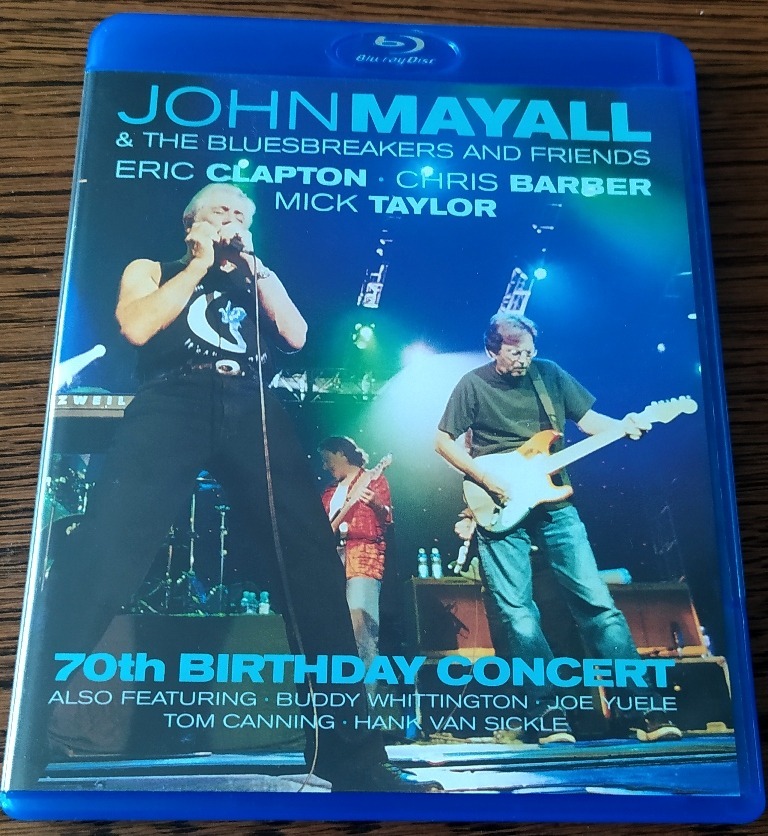 Blu-ray Disc
JOHN MAYALL
& THE BLUESBREAKERS AND FRIENDS
ERIC CLAPTON · CHRIS BARBER
MICK TAYLOR
ZWEIL
70th BIRTHDAY CONCERT
ALSO FEATURING · BUDDY WHITTINGTON · JOE YUELE
TOM CANNING · HANK VAN SICKLE